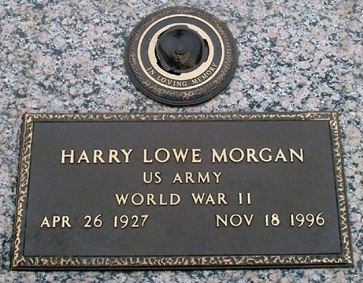 IN LOVING MEMORY
HARRY LOWE MORGAN
US ARMY
WORLD WAR II
APR 26 1927 NOV 18 1996